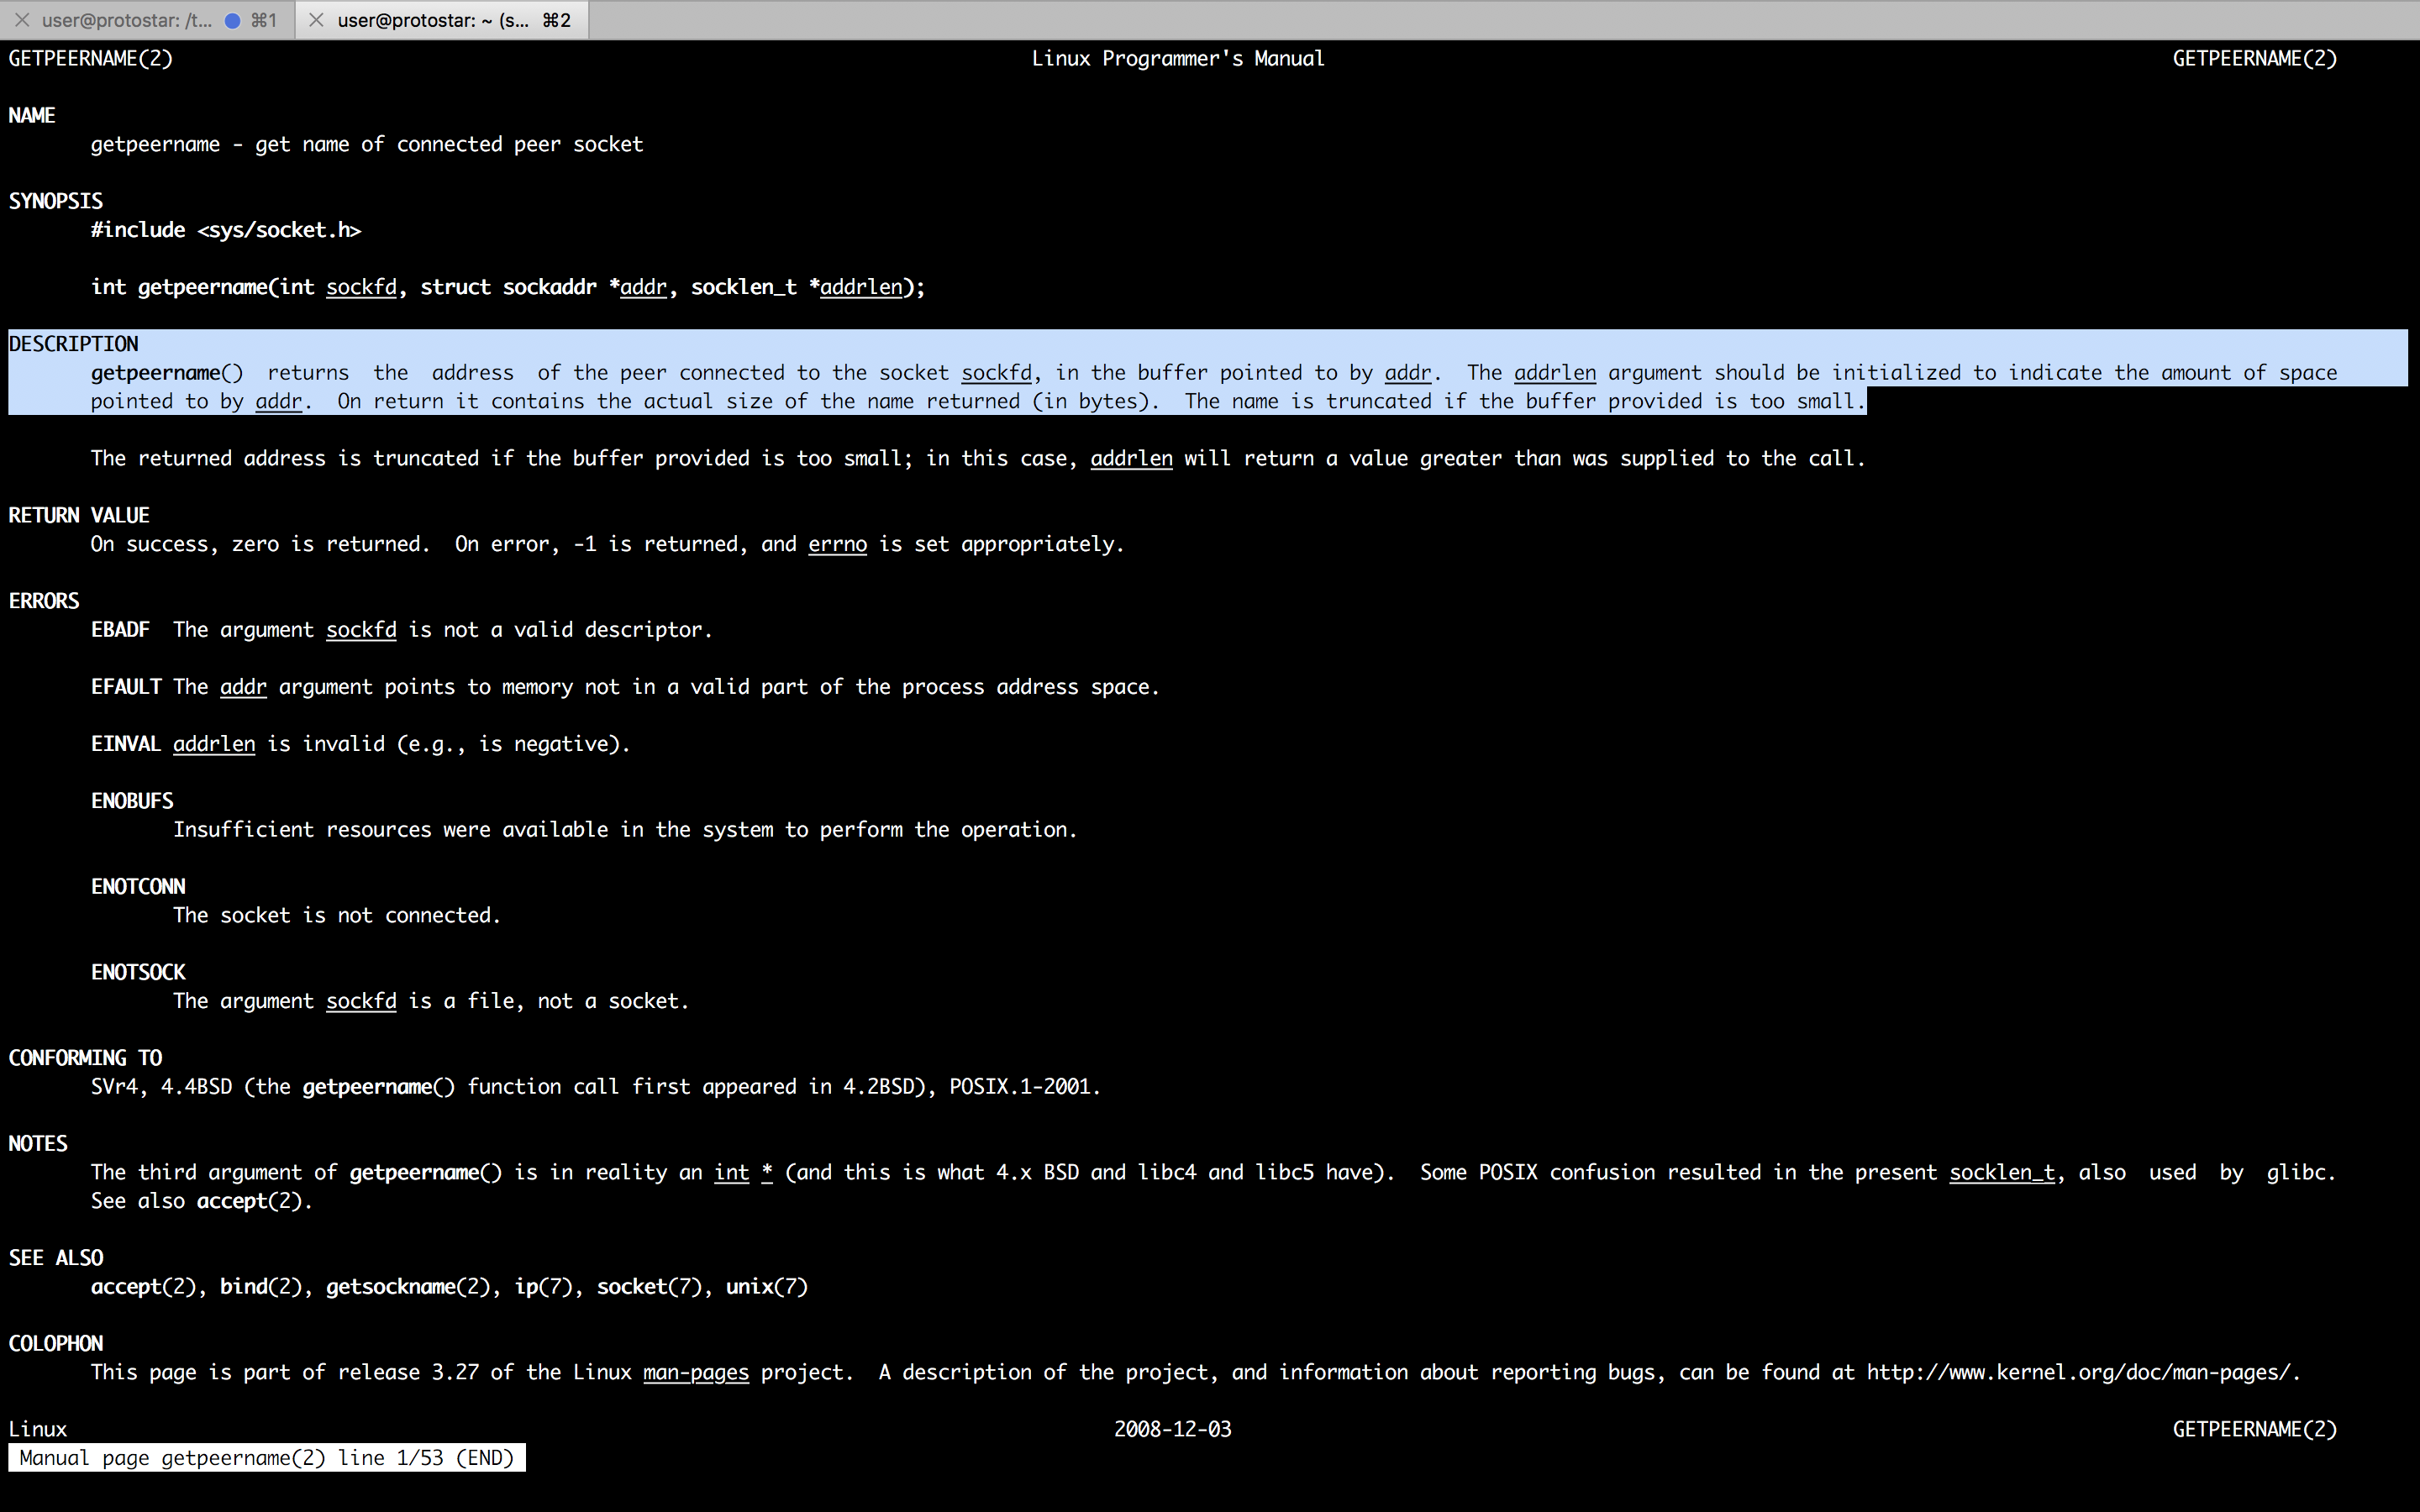 user@protostar: /t... ⌘1 user@protostar: ~ (s... ⌘2
GETPEERNAME(2) Linux Programmer's Manual GETPEERNAME(2)
NAME
getpeername - get name of connected peer socket
SYNOPSIS
#include <sys/socket.h>
int getpeername(int sockfd, struct sockaddr *addr, socklen_t *addrlen);
DESCRIPTION
getpeername() returns the address of the peer connected to the socket sockfd, in the buffer pointed to by addr. The addrlen argument should be initialized to indicate the amount of space
pointed to by addr. On return it contains the actual size of the name returned (in bytes). The name is truncated if the buffer provided is too small.
The returned address is truncated if the buffer provided is too small; in this case, addrlen will return a value greater than was supplied to the call.
RETURN VALUE
On success, zero is returned. On error, -1 is returned, and errno is set appropriately.
ERRORS
EBADF The argument sockfd is not a valid descriptor.
EFAULT The addr argument points to memory not in a valid part of the process address space.
EINVAL addrlen is invalid (e.g., is negative).
ENOBUFS
Insufficient resources were available in the system to perform the operation.
ENOTCONN
The socket is not connected.
ENOTSOCK
The argument sockfd is a file, not a socket.
CONFORMING TO
SVr4, 4.4BSD (the getpeername() function call first appeared in 4.2BSD), POSIX.1-2001.
NOTES
The third argument of getpeername() is in reality an int * (and this is what 4.x BSD and libc4 and libc5 have). Some POSIX confusion resulted in the present socklen_t, also used by glibc.
See also accept(2).
SEE ALSO
accept(2), bind(2), getsockname(2), ip(7), socket(7), unix(7)
COLOPHON
This page is part of release 3.27 of the Linux man-pages project. A description of the project, and information about reporting bugs, can be found at http://www.kernel.org/doc/man-pages/.
Linux 2008-12-03 GETPEERNAME(2)
Manual page getpeername(2) line 1/53 (END)